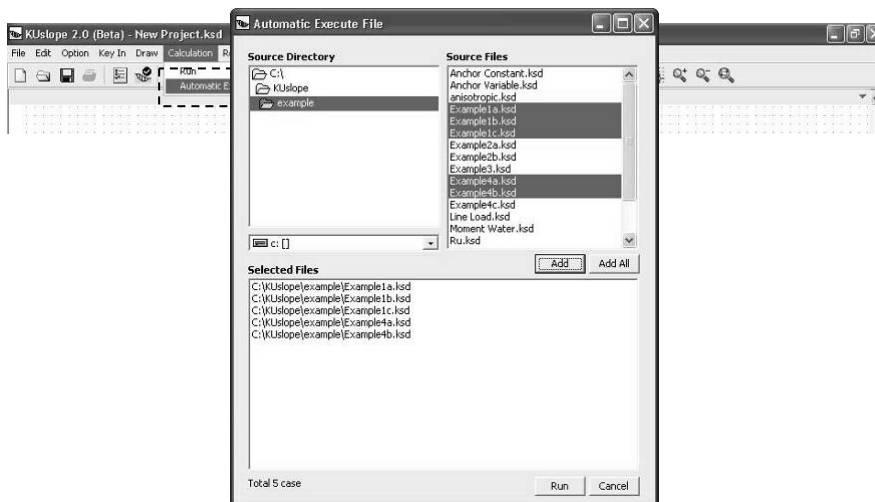 KUslope 2.0 (Beta) - New Project.ksd
File Edit Option Key In Draw Calculation R
Run
Automatic E
Automatic Execute File
Source Directory
C:\
KUslope
example
c: []
Source Files
Anchor Constant.ksd
Anchor Variable.ksd
anisotropic.ksd
Example1a.ksd
Example1b.ksd
Example1c.ksd
Example2a.ksd
Example2b.ksd
Example3.ksd
Example4a.ksd
Example4b.ksd
Example4c.ksd
Line Load.ksd
Moment Water.ksd
Ru.ksd
Add Add All
Selected Files
C:\KUslope\example\Example1a.ksd
C:\KUslope\example\Example1b.ksd
C:\KUslope\example\Example1c.ksd
C:\KUslope\example\Example4a.ksd
C:\KUslope\example\Example4b.ksd
Total 5 case
Run Cancel